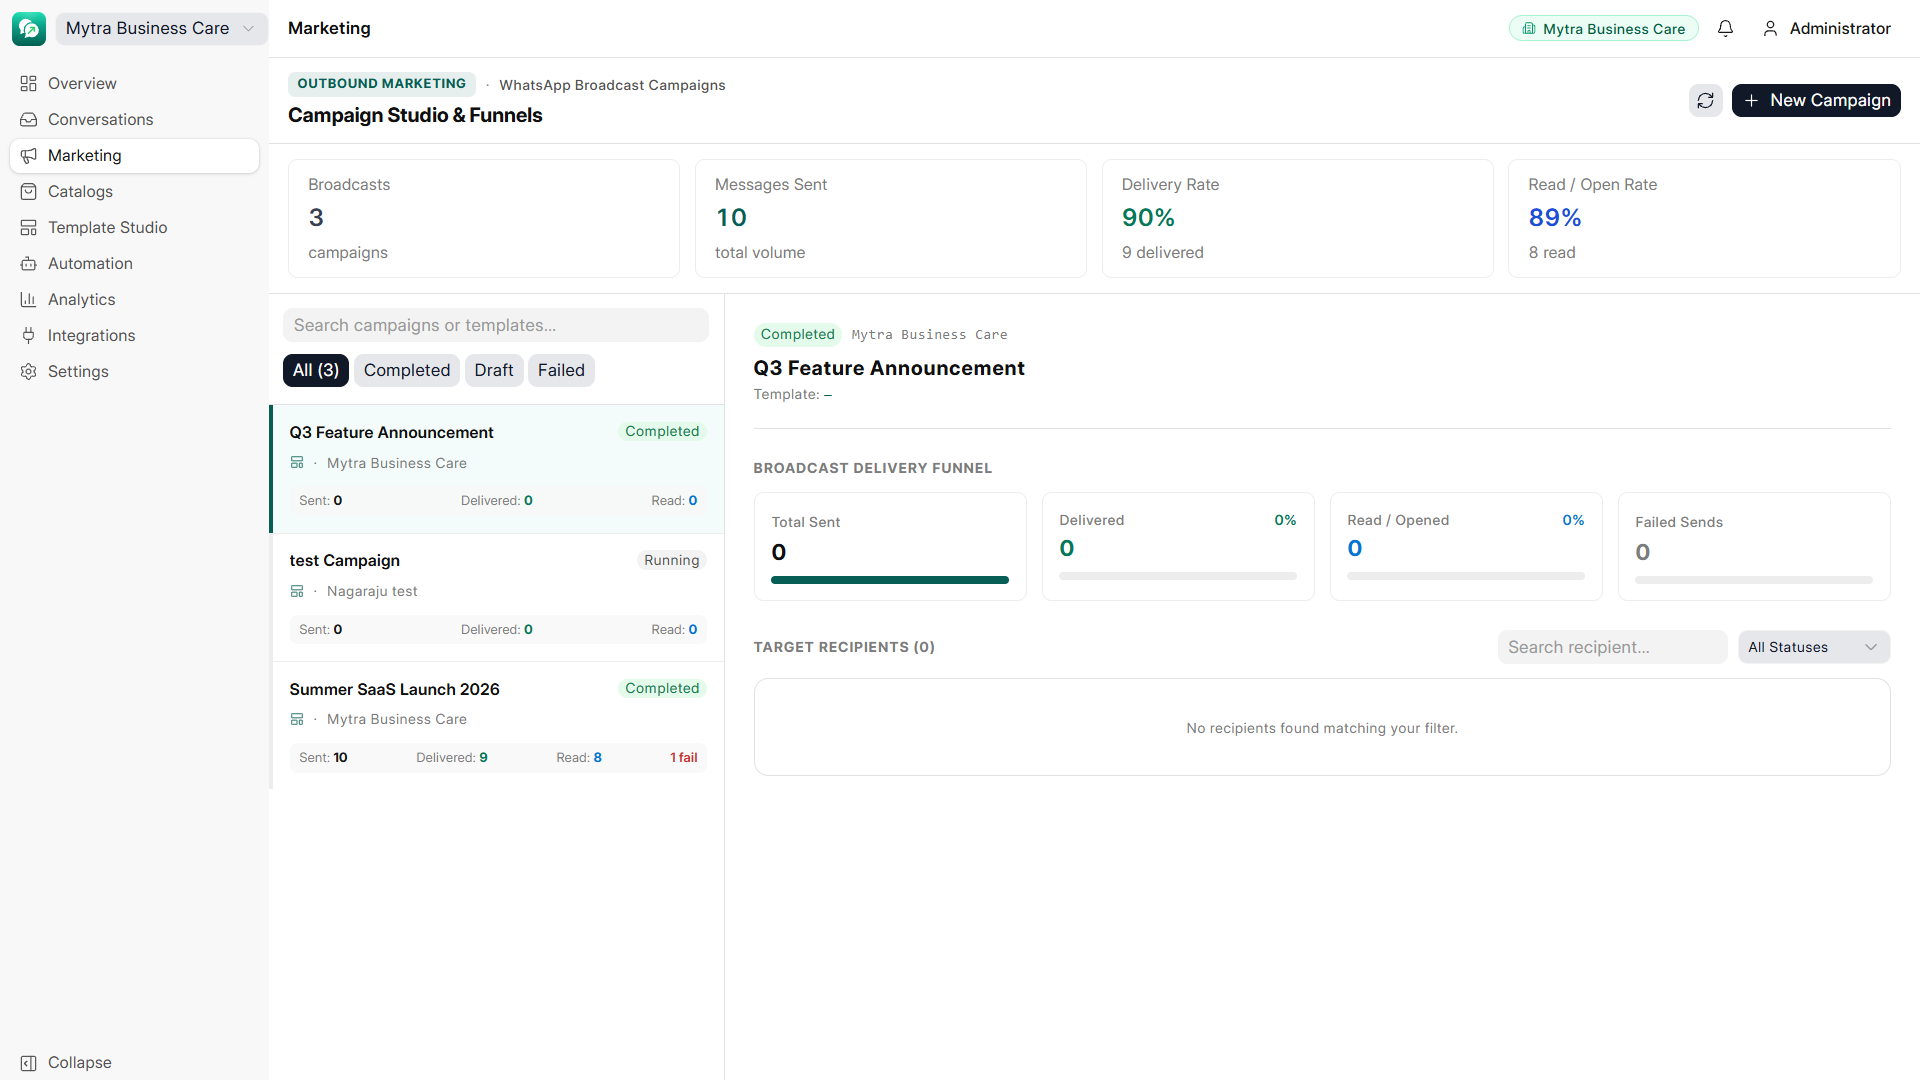 Mytra Business Care
Marketing
Mytra Business Care
Administrator
Overview
Conversations
Marketing
Catalogs
Template Studio
Automation
Analytics
Integrations
Settings
Collapse
OUTBOUND MARKETING · WhatsApp Broadcast Campaigns
Campaign Studio & Funnels
New Campaign
Broadcasts
3
campaigns
Messages Sent
10
total volume
Delivery Rate
90%
9 delivered
Read / Open Rate
89%
8 read
Search campaigns or templates...
All (3) Completed Draft Failed
Q3 Feature Announcement Completed
· Mytra Business Care
Sent: 0 Delivered: 0 Read: 0
test Campaign Running
· Nagaraju test
Sent: 0 Delivered: 0 Read: 0
Summer SaaS Launch 2026 Completed
· Mytra Business Care
Sent: 10 Delivered: 9 Read: 8 1 fail
Completed Mytra Business Care
Q3 Feature Announcement
Template: –
BROADCAST DELIVERY FUNNEL
Total Sent
0
Delivered 0%
0
Read / Opened 0%
0
Failed Sends
0
TARGET RECIPIENTS (0)
Search recipient...
All Statuses
No recipients found matching your filter.